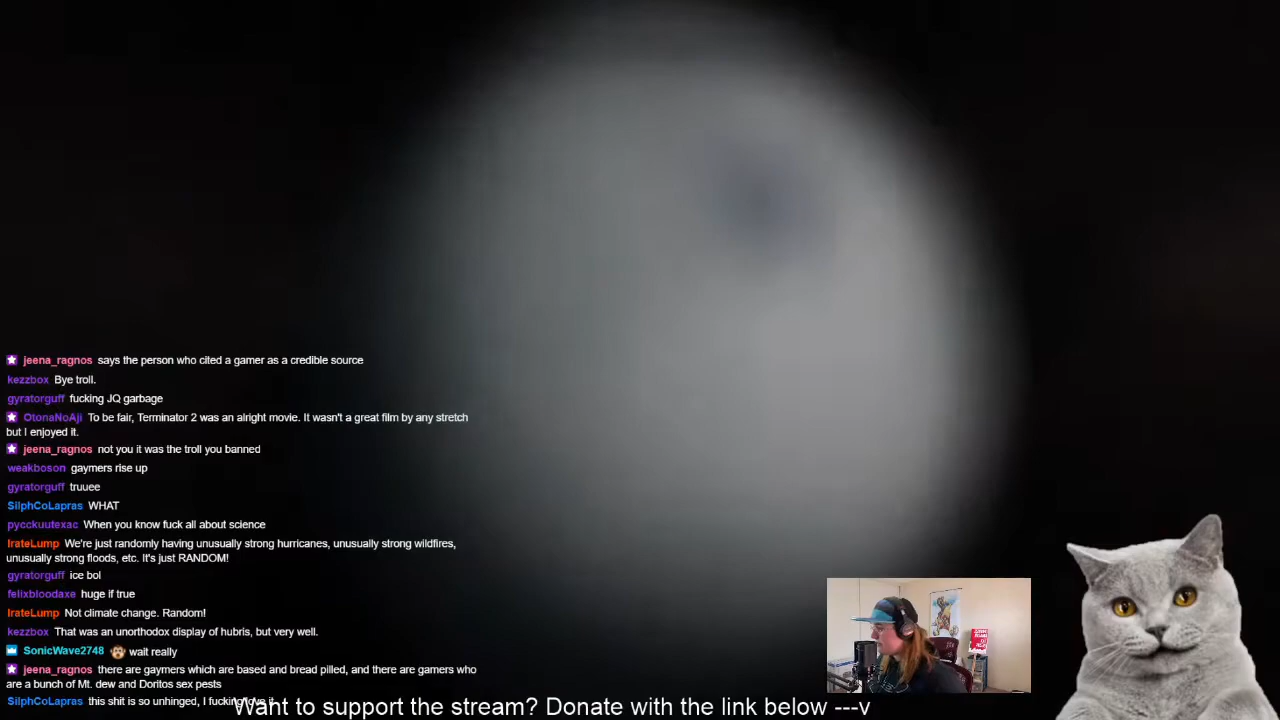 jeena_ragnos says the person who cited a gamer as a credible source
kezzbox Bye troll.
gyratorguff fucking JQ garbage
OtonaNoAji To be fair, Terminator 2 was an alright movie. It wasn't a great film by any stretch
but I enjoyed it.
jeena_ragnos not you it was the troll you banned
weakboson gaymers rise up
gyratorguff truuee
SilphCoLapras WHAT
pycckuutexac When you know fuck all about science
IrateLump We're just randomly having unusually strong hurricanes, unusually strong wildfires,
unusually strong floods, etc. It's just RANDOM!
gyratorguff ice bol
felixbloodaxe huge if true
IrateLump Not climate change. Random!
kezzbox That was an unorthodox display of hubris, but very well.
SonicWave2748 wait really
jeena_ragnos there are gaymers which are based and bread pilled, and there are gamers who
are a bunch of Mt. dew and Doritos sex pests
SilphCoLapras this shit is so unhinged, I fucking love it
Want to support the stream? Donate with the link below ---v